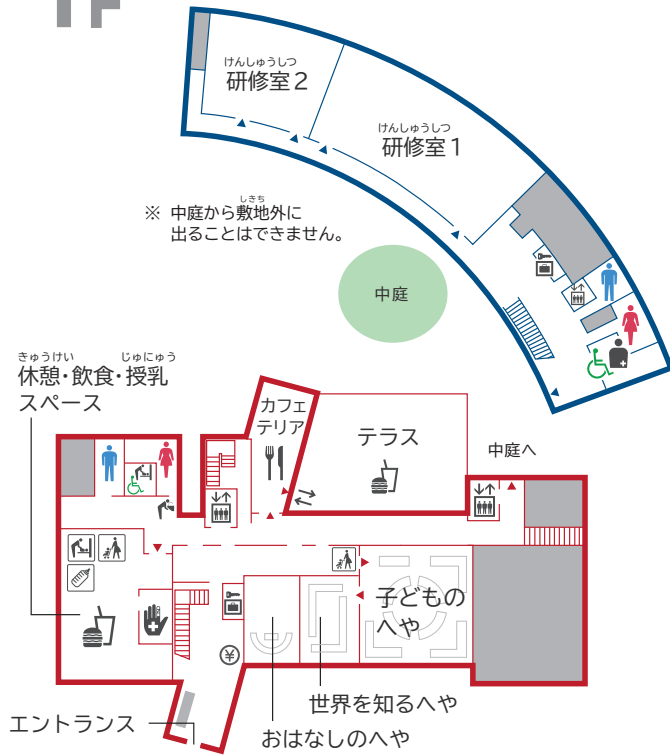 けんしゅうしつ
研修室2
けんしゅうしつ
研修室1
しきち
※ 中庭から敷地外に
出ることはできません。
中庭
きゅうけい じゅにゅう
休憩・飲食・授乳
スペース
カフェ
テリア
テラス
中庭へ
子どもの
へや
¥
世界を知るへや
エントランス
おはなしのへや